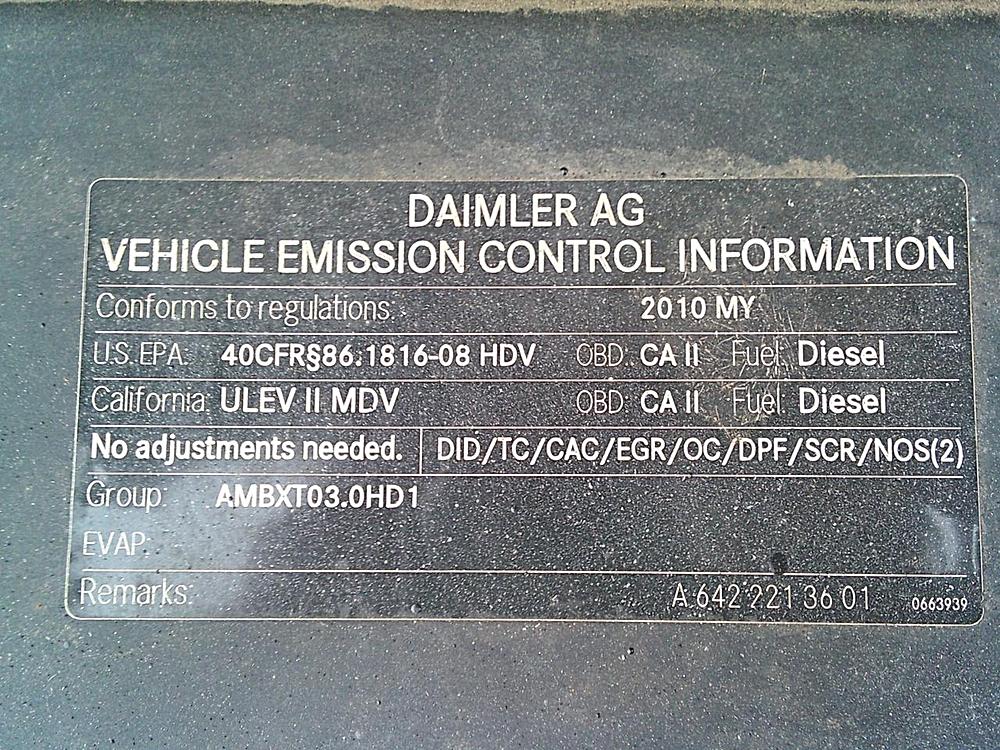 DAIMLER AG
VEHICLE EMISSION CONTROL INFORMATION
Conforms to regulations: 2010 MY
U.S. EPA: 40CFR§86.1816-08 HDV OBD: CA II Fuel: Diesel
California: ULEV II MDV OBD: CA II Fuel: Diesel
No adjustments needed. DID/TC/CAC/EGR/OC/DPF/SCR/NOS(2)
Group: AMBXT03.0HD1
EVAP: -
Remarks: A 642 221 36 01 0663939